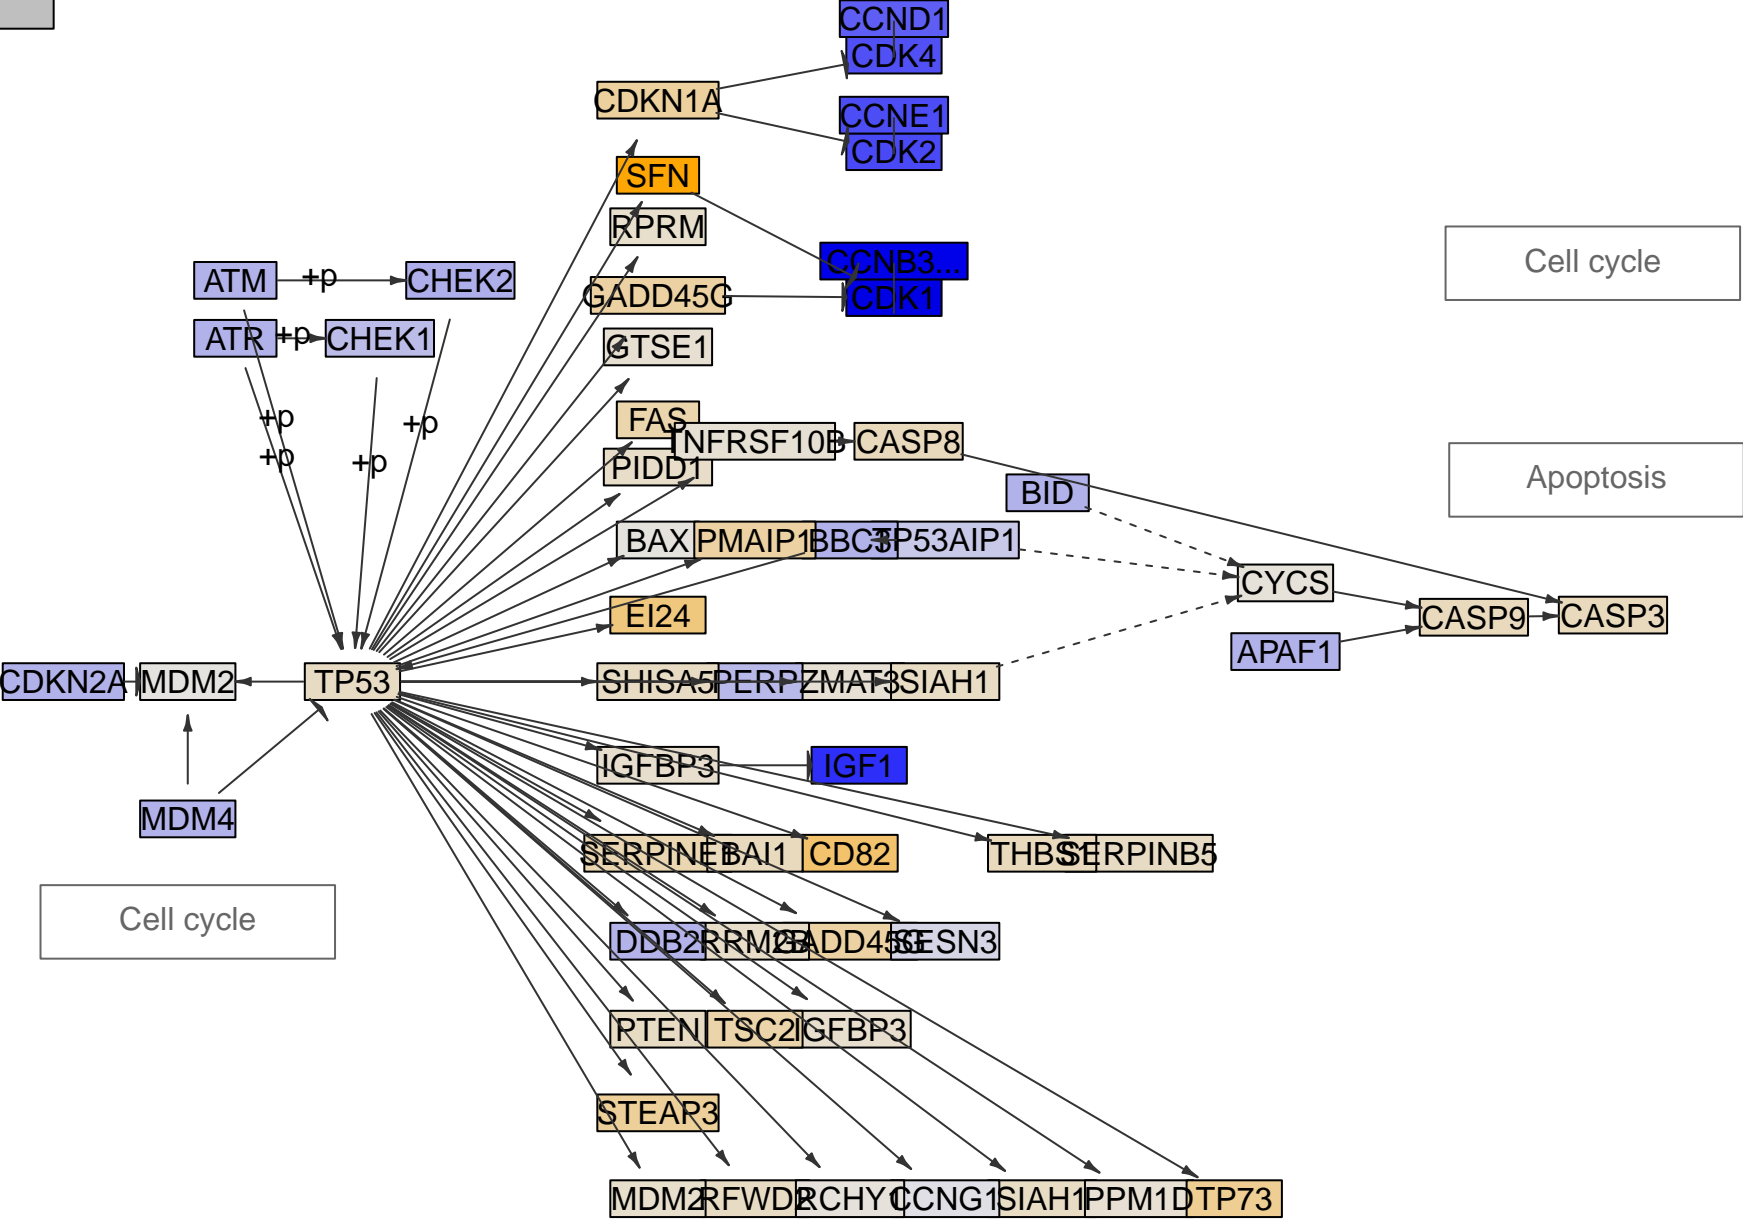 CCND1
CDK4
CDKN1A
CCNE1
CDK2
SFN
RPRM
CCNB3...
Cell cycle
ATM +p CHEK2
GADD45G
CDK1
ATR +p CHEK1
GTSE1
+p
+p
FAS
TNFRSF10B
CASP8
+p
+p
PIDD1
Apoptosis
BID
BAX PMAIP1 BBC3 TP53AIP1
CYCS
EI24
CASP9 CASP3
APAF1
CDKN2A MDM2 TP53 SHISA5 PERP ZMAT3 SIAH1
IGFBP3 IGF1
MDM4
SERPINE1 BAI1 CD82 THBS1 SERPINB5
Cell cycle
DDB2 RRM2B GADD45G SESN3
PTEN TSC2 IGFBP3
STEAP3
MDM2 RFWD2 RCHY1 CCNG1 SIAH1 PPM1D TP73